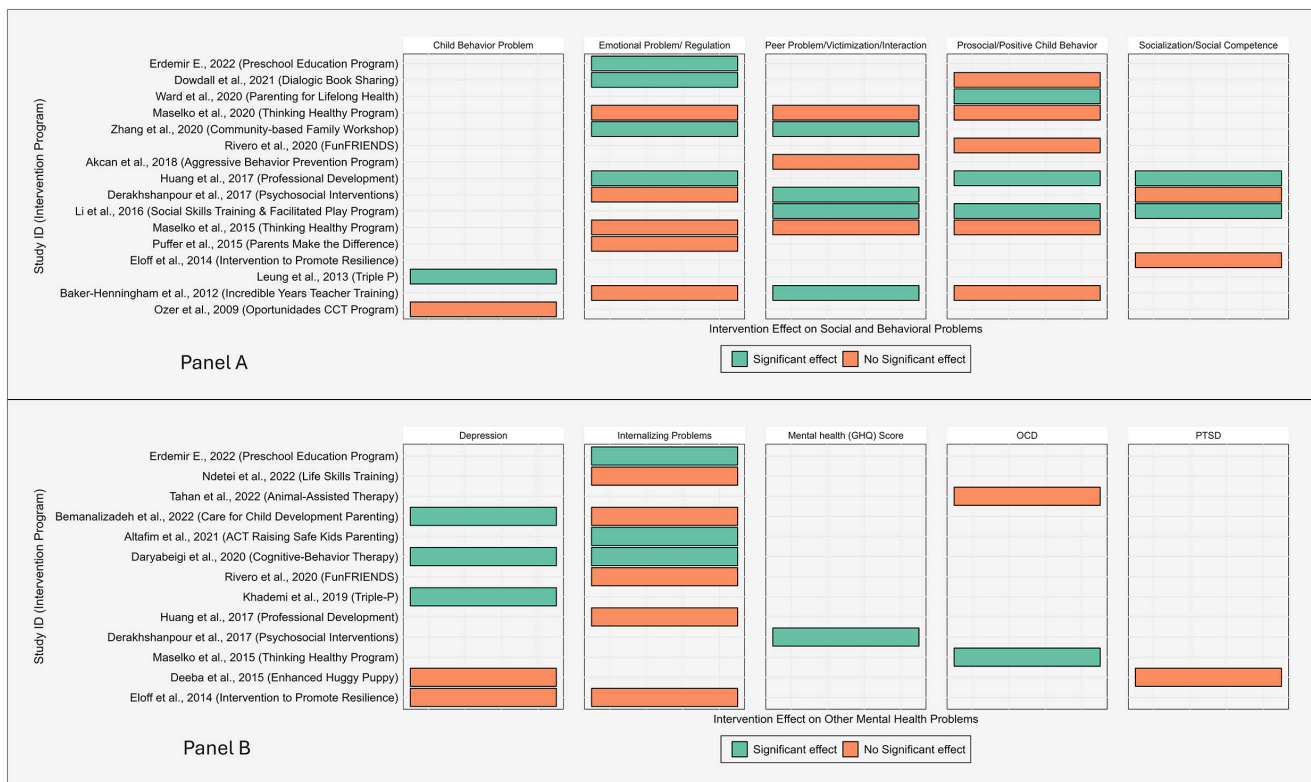 Child Behavior Problem
Emotional Problem/ Regulation
Peer Problem/Victimization/Interaction
Prosocial/Positive Child Behavior
Socialization/Social Competence
Study ID (Intervention Program)
Erdemir E., 2022 (Preschool Education Program)
Dowdall et al., 2021 (Dialogic Book Sharing)
Ward et al., 2020 (Parenting for Lifelong Health)
Maselko et al. 2020 (Thinking Healthy Program)
Zhang et al., 2020 (Community-based Family Workshop)
Rivero et al., 2020 (FunFRIENDS)
Akcan et al., 2018 (Aggressive Behavior Prevention Program)
Huang et al., 2017 (Professional Development)
Derakhshanpour et al., 2017 (Psychosocial Interventions)
Li et al., 2016 (Social Skills Training & Facilitated Play Program)
Maselko et al., 2015 (Thinking Healthy Program)
Puffer et al., 2015 (Parents Make the Difference)
Eloff et al., 2014 (Intervention to Promote Resilience)
Leung et al., 2013 (Triple P)
Baker-Henningham et al., 2012 (Incredible Years Teacher Training)
Ozer et al., 2009 (Oportunidades CCT Program)
Intervention Effect on Social and Behavioral Problems
Panel A
Significant effect
No Significant effect
Depression
Internalizing Problems
Mental health (GHQ) Score
OCD
PTSD
Study ID (Intervention Program)
Erdemir E., 2022 (Preschool Education Program)
Ndetei et al., 2022 (Life Skills Training)
Tahan et al., 2022 (Animal-Assisted Therapy)
Bemanalizadeh et al., 2022 (Care for Child Development Parenting)
Altafim et al., 2021 (ACT Raising Safe Kids Parenting)
Daryabeigi et al., 2020 (Cognitive-Behavior Therapy)
Rivero et al., 2020 (FunFRIENDS)
Khademi et al., 2019 (Triple-P)
Huang et al., 2017 (Professional Development)
Derakhshanpour et al., 2017 (Psychosocial Interventions)
Maselko et al., 2015 (Thinking Healthy Program)
Deeba et al., 2015 (Enhanced Huggy Puppy)
Eloff et al., 2014 (Intervention to Promote Resilience)
Intervention Effect on Other Mental Health Problems
Panel B
Significant effect
No Significant effect